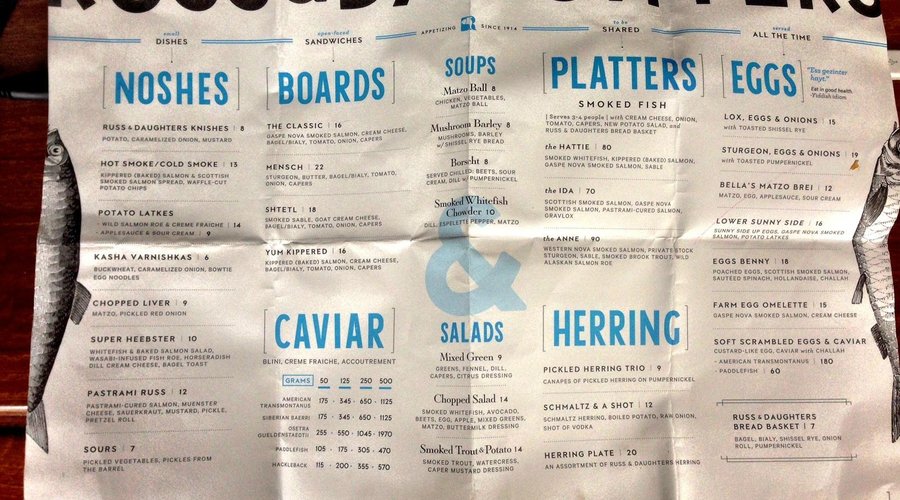 small
DISHES
NOSHES
RUSS & DAUGHTERS KNISHES | 8
POTATO, CARAMELIZED ONION, MUSTARD
HOT SMOKE/COLD SMOKE | 13
KIPPERED (BAKED) SALMON & SCOTTISH
SMOKED SALMON SPREAD, WAFFLE-CUT
POTATO CHIPS
POTATO LATKES
WILD SALMON ROE & CREME FRAICHE | 14
APPLESAUCE & SOUR CREAM | 9
KASHA VARNISHKAS | 6
BUCKWHEAT, CARAMELIZED ONION, BOWTIE
EGG NOODLES
CHOPPED LIVER | 9
MATZO, PICKLED RED ONION
SUPER HEEBSTER | 10
WHITEFISH & BAKED SALMON SALAD,
WASABI-INFUSED FISH ROE, HORSERADISH
DILL CREAM CHEESE, BAGEL TOAST
PASTRAMI RUSS | 12
PASTRAMI-CURED SALMON, MUENSTER
CHEESE, SAUERKRAUT, MUSTARD, PICKLE,
PRETZEL ROLL
SOURS | 7
PICKLED VEGETABLES, PICKLES FROM
THE BARREL
open-faced
SANDWICHES
BOARDS
THE CLASSIC | 16
GASPE NOVA SMOKED SALMON, CREAM CHEESE,
BAGEL/BIALY, TOMATO, ONION, CAPERS
MENSCH | 22
STURGEON, BUTTER, BAGEL/BIALY, TOMATO,
ONION, CAPERS
SHTETL | 18
SMOKED SABLE, GOAT CREAM CHEESE,
BAGEL/BIALY, TOMATO, ONION, CAPERS
YUM KIPPERED | 16
KIPPERED (BAKED) SALMON, CREAM CHEESE,
BAGEL/BIALY, TOMATO, ONION, CAPERS
CAVIAR
BLINI, CREME FRAICHE, ACCOUTREMENT
GRAMS 50 125 250 500
AMERICAN
TRANSMONTANUS 175 · 345 · 650 · 1125
SIBERIAN BAERII 175 · 345 · 650 · 1125
OSETRA
GUELDENSTAEDTII 255 · 550 · 1045 · 1970
PADDLEFISH 105 · 175 · 305 · 470
HACKLEBACK 115 · 200 · 355 · 570
APPETIZING SINCE 1914
SOUPS
Matzo Ball 8
CHICKEN, VEGETABLES,
MATZO BALL
Mushroom Barley 8
MUSHROOMS, BARLEY
w/ SHISSEL RYE BREAD
Borscht 8
SERVED CHILLED: BEETS, SOUR
CREAM, DILL w/ PUMPERNICKEL
Smoked Whitefish
Chowder 10
DILL, ESPELETTE PEPPER, MATZO
&
SALADS
Mixed Green 9
GREENS, FENNEL, DILL,
CAPERS, CITRUS DRESSING
Chopped Salad 14
SMOKED WHITEFISH, AVOCADO,
BEETS, EGG, APPLE, MIXED GREENS,
MATZO, BUTTERMILK DRESSING
Smoked Trout & Potato 14
SMOKED TROUT, WATERCRESS,
CAPER MUSTARD DRESSING
to be
SHARED
PLATTERS
SMOKED FISH
| Serves 3-4 people | with CREAM CHEESE, ONION,
TOMATO, CAPERS, NEW POTATO SALAD, and
RUSS & DAUGHTERS BREAD BASKET
the HATTIE | 80
SMOKED WHITEFISH, KIPPERED (BAKED) SALMON,
GASPE NOVA SMOKED SALMON, SABLE
the IDA | 70
SCOTTISH SMOKED SALMON, GASPE NOVA
SMOKED SALMON, PASTRAMI-CURED SALMON,
GRAVLOX
the ANNE | 90
WESTERN NOVA SMOKED SALMON, PRIVATE STOCK
STURGEON, SABLE, SMOKED BROOK TROUT, WILD
ALASKAN SALMON ROE
HERRING
PICKLED HERRING TRIO | 9
CANAPES OF PICKLED HERRING ON PUMPERNICKEL
SCHMALTZ & A SHOT | 12
SCHMALTZ HERRING, BOILED POTATO, RAW ONION,
SHOT OF VODKA
HERRING PLATE | 20
AN ASSORTMENT OF RUSS & DAUGHTERS HERRING
served
ALL THE TIME
EGGS
"Ess gezinter
hayt."
Eat in good health.
-Yiddish idiom
LOX, EGGS & ONIONS | 15
with TOASTED SHISSEL RYE
STURGEON, EGGS & ONIONS | 19
with TOASTED PUMPERNICKEL
BELLA'S MATZO BREI | 12
MATZO, EGG, APPLESAUCE, SOUR CREAM
LOWER SUNNY SIDE | 16
SUNNY SIDE UP EGGS, GASPE NOVA SMOKED
SALMON, POTATO LATKES
EGGS BENNY | 18
POACHED EGGS, SCOTTISH SMOKED SALMON,
SAUTÉED SPINACH, HOLLANDAISE, CHALLAH
FARM EGG OMELETTE | 15
GASPE NOVA SMOKED SALMON, CREAM CHEESE
SOFT SCRAMBLED EGGS & CAVIAR
CUSTARD-LIKE EGG, CAVIAR with CHALLAH
- AMERICAN TRANSMONTANUS | 180
- PADDLEFISH | 60
RUSS & DAUGHTERS
BREAD BASKET | 7
BAGEL, BIALY, SHISSEL RYE, ONION
ROLL, PUMPERNICKEL